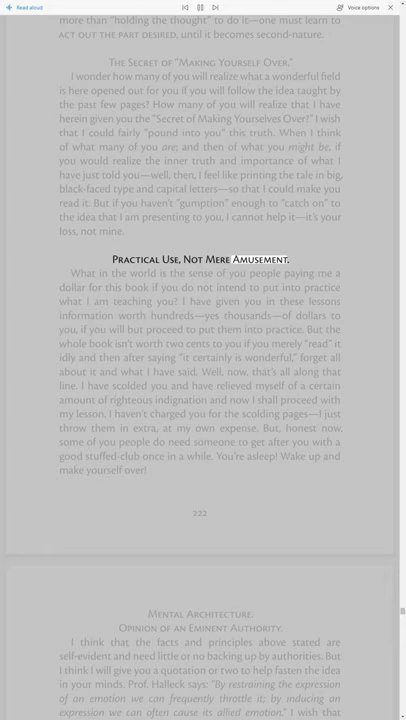 Read aloud
Voice options
more than "holding the thought" to do it—one must learn to
ACT OUT THE PART DESIRED, until it becomes second-nature.
THE SECRET OF "MAKING YOURSELF OVER."
I wonder how many of you will realize what a wonderful field
is here opened out for you if you will follow the idea taught by
the past few pages? How many of you will realize that I have
herein given you the "Secret of Making Yourselves Over?" I wish
that I could fairly "pound into you" this truth. When I think
of what many of you are; and then of what you might be, if
you would realize the inner truth and importance of what I
have just told you—well, then, I feel like printing the tale in big,
black-faced type and capital letters—so that I could make you
read it. But if you haven't "gumption" enough to "catch on" to
the idea that I am presenting to you, I cannot help it—it's your
loss, not mine.
PRACTICAL USE, NOT MERE AMUSEMENT.
What in the world is the sense of you people paying me a
dollar for this book if you do not intend to put into practice
what I am teaching you? I have given you in these lessons
information worth hundreds—yes thousands—of dollars to
you, if you will but proceed to put them into practice. But the
whole book isn't worth two cents to you if you merely "read" it
idly and then after saying "it certainly is wonderful," forget all
about it and what I have said. Well, now, that's all along that
line. I have scolded you and have relieved myself of a certain
amount of righteous indignation and now I shall proceed with
my lesson. I haven't charged you for the scolding pages—I just
throw them in extra, at my own expense. But, honest now,
some of you people do need someone to get after you with a
good stuffed-club once in a while. You're asleep! Wake up and
make yourself over!
222
MENTAL ARCHITECTURE.
OPINION OF AN EMINENT AUTHORITY.
I think that the facts and principles above stated are
self-evident and need little or no backing up by authorities. But
I think I will give you a quotation or two to help fasten the idea
in your minds. Prof. Halleck says: "By restraining the expression
of an emotion we can frequently throttle it; by inducing an
expression we can often cause its allied emotion." I wish that